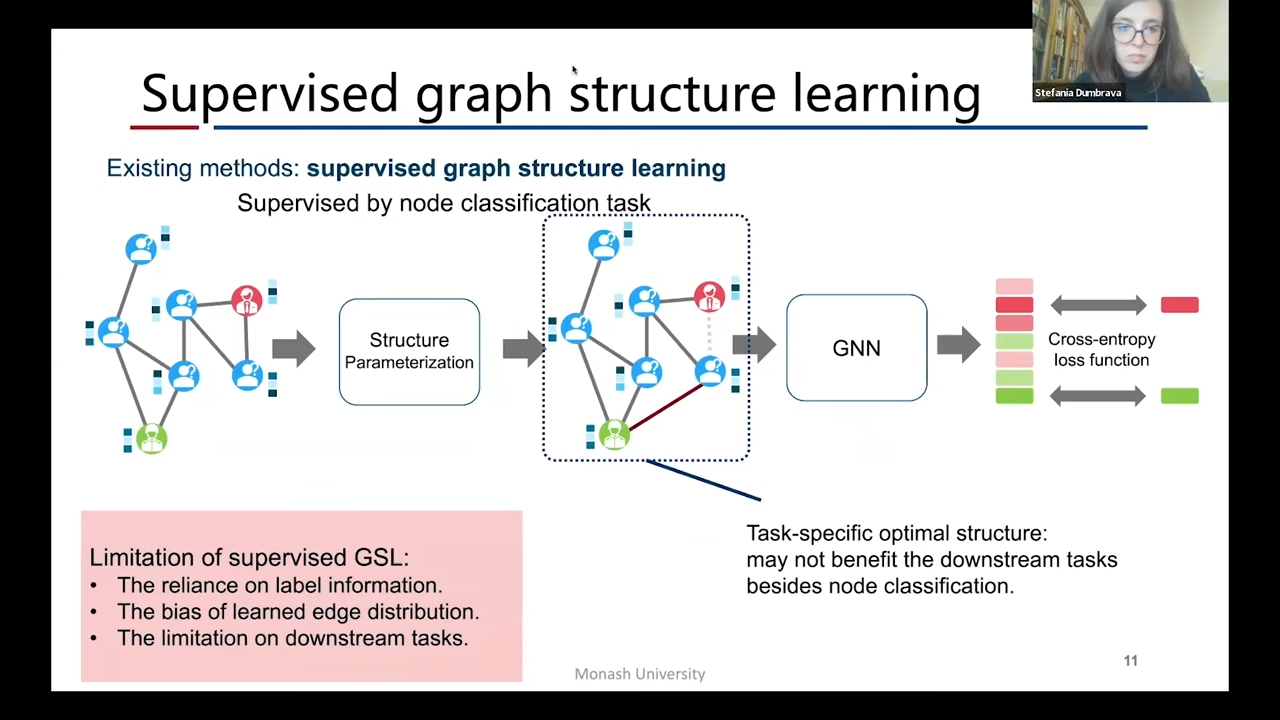 Supervised graph structure learning
Stefania Dumbrava
Existing methods: supervised graph structure learning
Supervised by node classification task
Structure
Parameterization
GNN
Cross-entropy
loss function
Limitation of supervised GSL:
• The reliance on label information.
• The bias of learned edge distribution.
• The limitation on downstream tasks.
Task-specific optimal structure:
may not benefit the downstream tasks
besides node classification.
Monash University
11